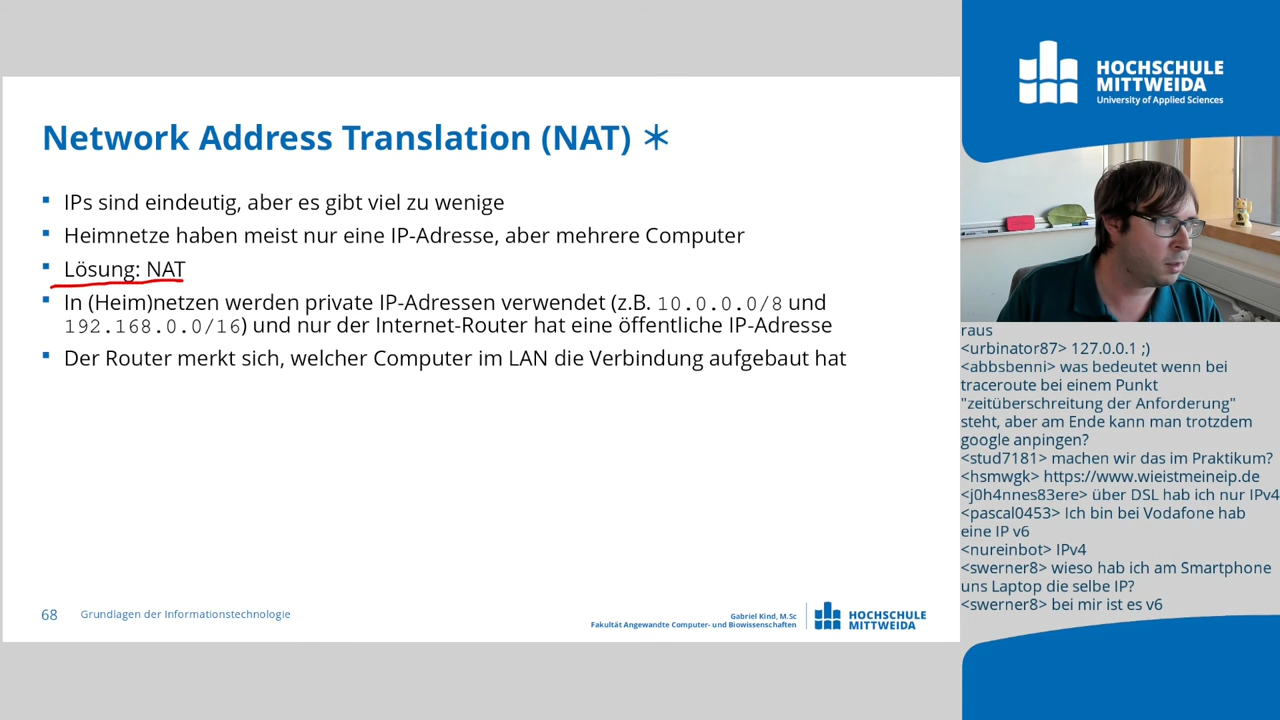 Network Address Translation (NAT) ∗
▪ IPs sind eindeutig, aber es gibt viel zu wenige
▪ Heimnetze haben meist nur eine IP-Adresse, aber mehrere Computer
▪ Lösung: NAT
▪ In (Heim)netzen werden private IP-Adressen verwendet (z.B. 10.0.0.0/8 und
192.168.0.0/16) und nur der Internet-Router hat eine öffentliche IP-Adresse
▪ Der Router merkt sich, welcher Computer im LAN die Verbindung aufgebaut hat
68 Grundlagen der Informationstechnologie
Gabriel Kind, M.Sc
Fakultät Angewandte Computer- und Biowissenschaften
HOCHSCHULE
MITTWEIDA
HOCHSCHULE
MITTWEIDA
University of Applied Sciences
raus
<urbinator87> 127.0.0.1 ;)
<abbsbenni> was bedeutet wenn bei
traceroute bei einem Punkt
"zeitüberschreitung der Anforderung"
steht, aber am Ende kann man trotzdem
google anpingen?
<stud7181> machen wir das im Praktikum?
<hsmwgk> https://www.wieistmeineip.de
<j0h4nnes83ere> über DSL hab ich nur IPv4
<pascal0453> Ich bin bei Vodafone hab
eine IP v6
<nureinbot> IPv4
<swerner8> wieso hab ich am Smartphone
uns Laptop die selbe IP?
<swerner8> bei mir ist es v6